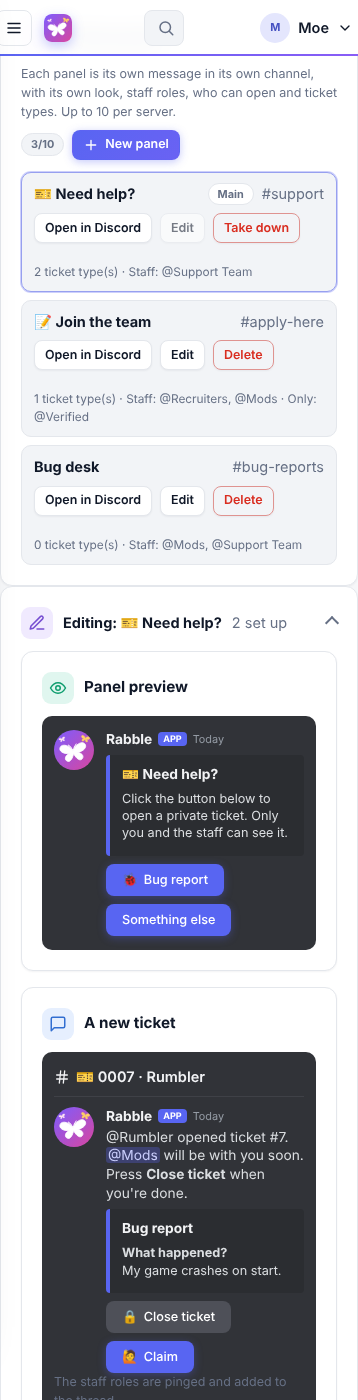 M Moe
Each panel is its own message in its own channel,
with its own look, staff roles, who can open and ticket
types. Up to 10 per server.
3/10 + New panel
🎫 Need help? Main #support
Open in Discord Edit Take down
2 ticket type(s) · Staff: @Support Team
📝 Join the team #apply-here
Open in Discord Edit Delete
1 ticket type(s) · Staff: @Recruiters, @Mods · Only:
@Verified
Bug desk #bug-reports
Open in Discord Edit Delete
0 ticket type(s) · Staff: @Mods, @Support Team
Editing: 🎫 Need help? 2 set up
Panel preview
Rabble APP Today
🎫 Need help?
Click the button below to
open a private ticket. Only
you and the staff can see it.
🐞 Bug report
Something else
A new ticket
# 🎫 0007 · Rumbler
Rabble APP Today
@Rumbler opened ticket #7.
@Mods will be with you soon.
Press Close ticket when
you're done.
Bug report
What happened?
My game crashes on start.
🔒 Close ticket
🙋 Claim
The staff roles are pinged and added to
the thread